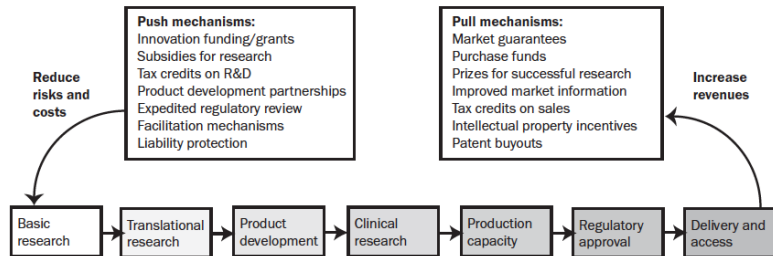 Push mechanisms:
Innovation funding/grants
Subsidies for research
Tax credits on R&D
Product development partnerships
Expedited regulatory review
Facilitation mechanisms
Liability protection
Pull mechanisms:
Market guarantees
Purchase funds
Prizes for successful research
Improved market information
Tax credits on sales
Intellectual property incentives
Patent buyouts
Reduce
risks and
costs
Increase
revenues
Basic
research
Translational
research
Product
development
Clinical
research
Production
capacity
Regulatory
approval
Delivery and
access